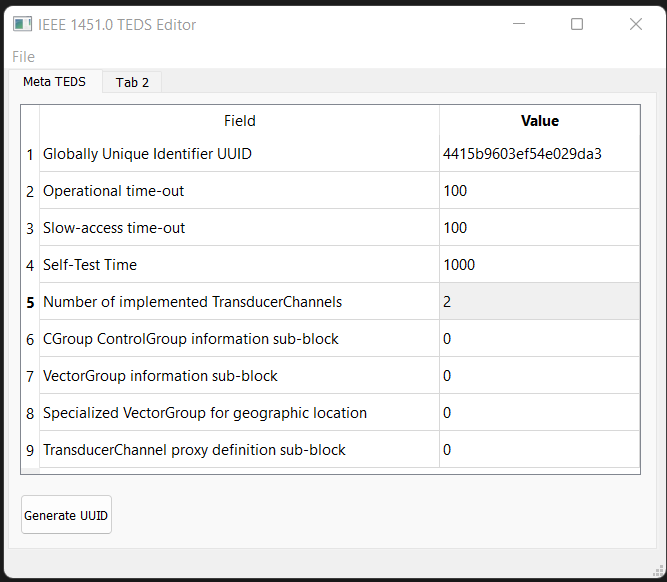 IEEE 1451.0 TEDS Editor
File
Meta TEDS Tab 2
Field Value
1 Globally Unique Identifier UUID 4415b9603ef54e029da3
2 Operational time-out 100
3 Slow-access time-out 100
4 Self-Test Time 1000
5 Number of implemented TransducerChannels 2
6 CGroup ControlGroup information sub-block 0
7 VectorGroup information sub-block 0
8 Specialized VectorGroup for geographic location 0
9 TransducerChannel proxy definition sub-block 0
Generate UUID